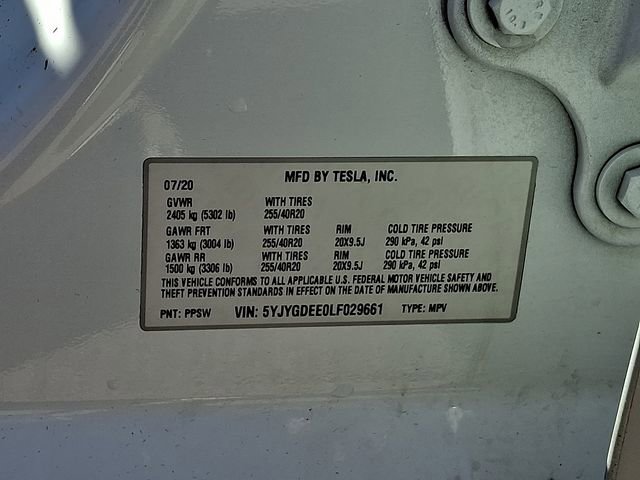 10.9
07/20 MFD BY TESLA, INC.
GVWR WITH TIRES
2405 kg (5302 lb) 255/40R20
GAWR FRT WITH TIRES RIM COLD TIRE PRESSURE
1363 kg (3004 lb) 255/40R20 20X9.5J 290 kPa, 42 psi
GAWR RR WITH TIRES RIM COLD TIRE PRESSURE
1500 kg (3306 lb) 255/40R20 20X9.5J 290 kPa, 42 psi
THIS VEHICLE CONFORMS TO ALL APPLICABLE U.S. FEDERAL MOTOR VEHICLE SAFETY AND
THEFT PREVENTION STANDARDS IN EFFECT ON THE DATE OF MANUFACTURE SHOWN ABOVE.
PNT: PPSW VIN: 5YJYGDEE0LF029661 TYPE: MPV